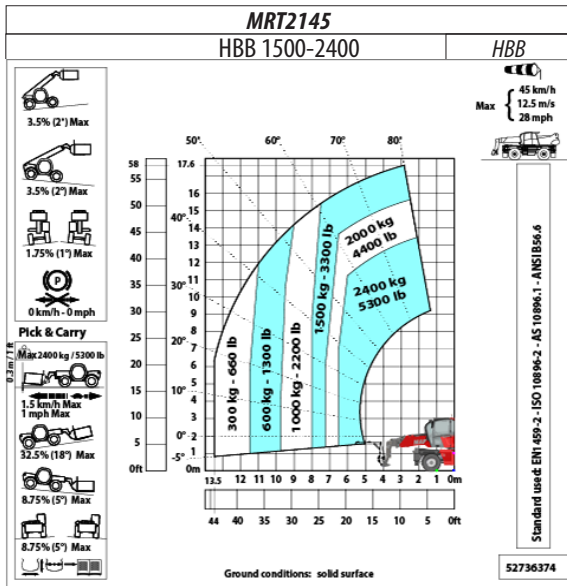 MRT2145
HBB 1500-2400
HBB
3.5% (2°) Max
3.5% (2°) Max
1.75% (1°) Max
P
0 km/h - 0 mph
Pick & Carry
0.3 m / 1 ft
Max 2400 kg / 5300 lb
1.5 km/h Max
1 mph Max
32.5% (18°) Max
8.75% (5°) Max
8.75% (5°) Max
50°
60°
70°
80°
40°
30°
20°
10°
0°
-5°
58
55
50
45
40
35
30
25
20
15
10
5
0ft
17.6
16
15
14
13
12
11
10
9
8
7
6
5
4
3
2
1
0m
300 kg - 660 lb
600 kg - 1300 lb
1000 kg - 2200 lb
1500 kg - 3300 lb
2000 kg
4400 lb
2400 kg
5300 lb
13.5 12 11 10 9 8 7 6 5 4 3 2 1 0m
44 40 35 30 25 20 15 10 5 0ft
Ground conditions: solid surface
Max
45 km/h
12.5 m/s
28 mph
Standard used: EN1 459-2 - ISO 10896-2 - AS 10896.1 - ANSI B56.6
52736374